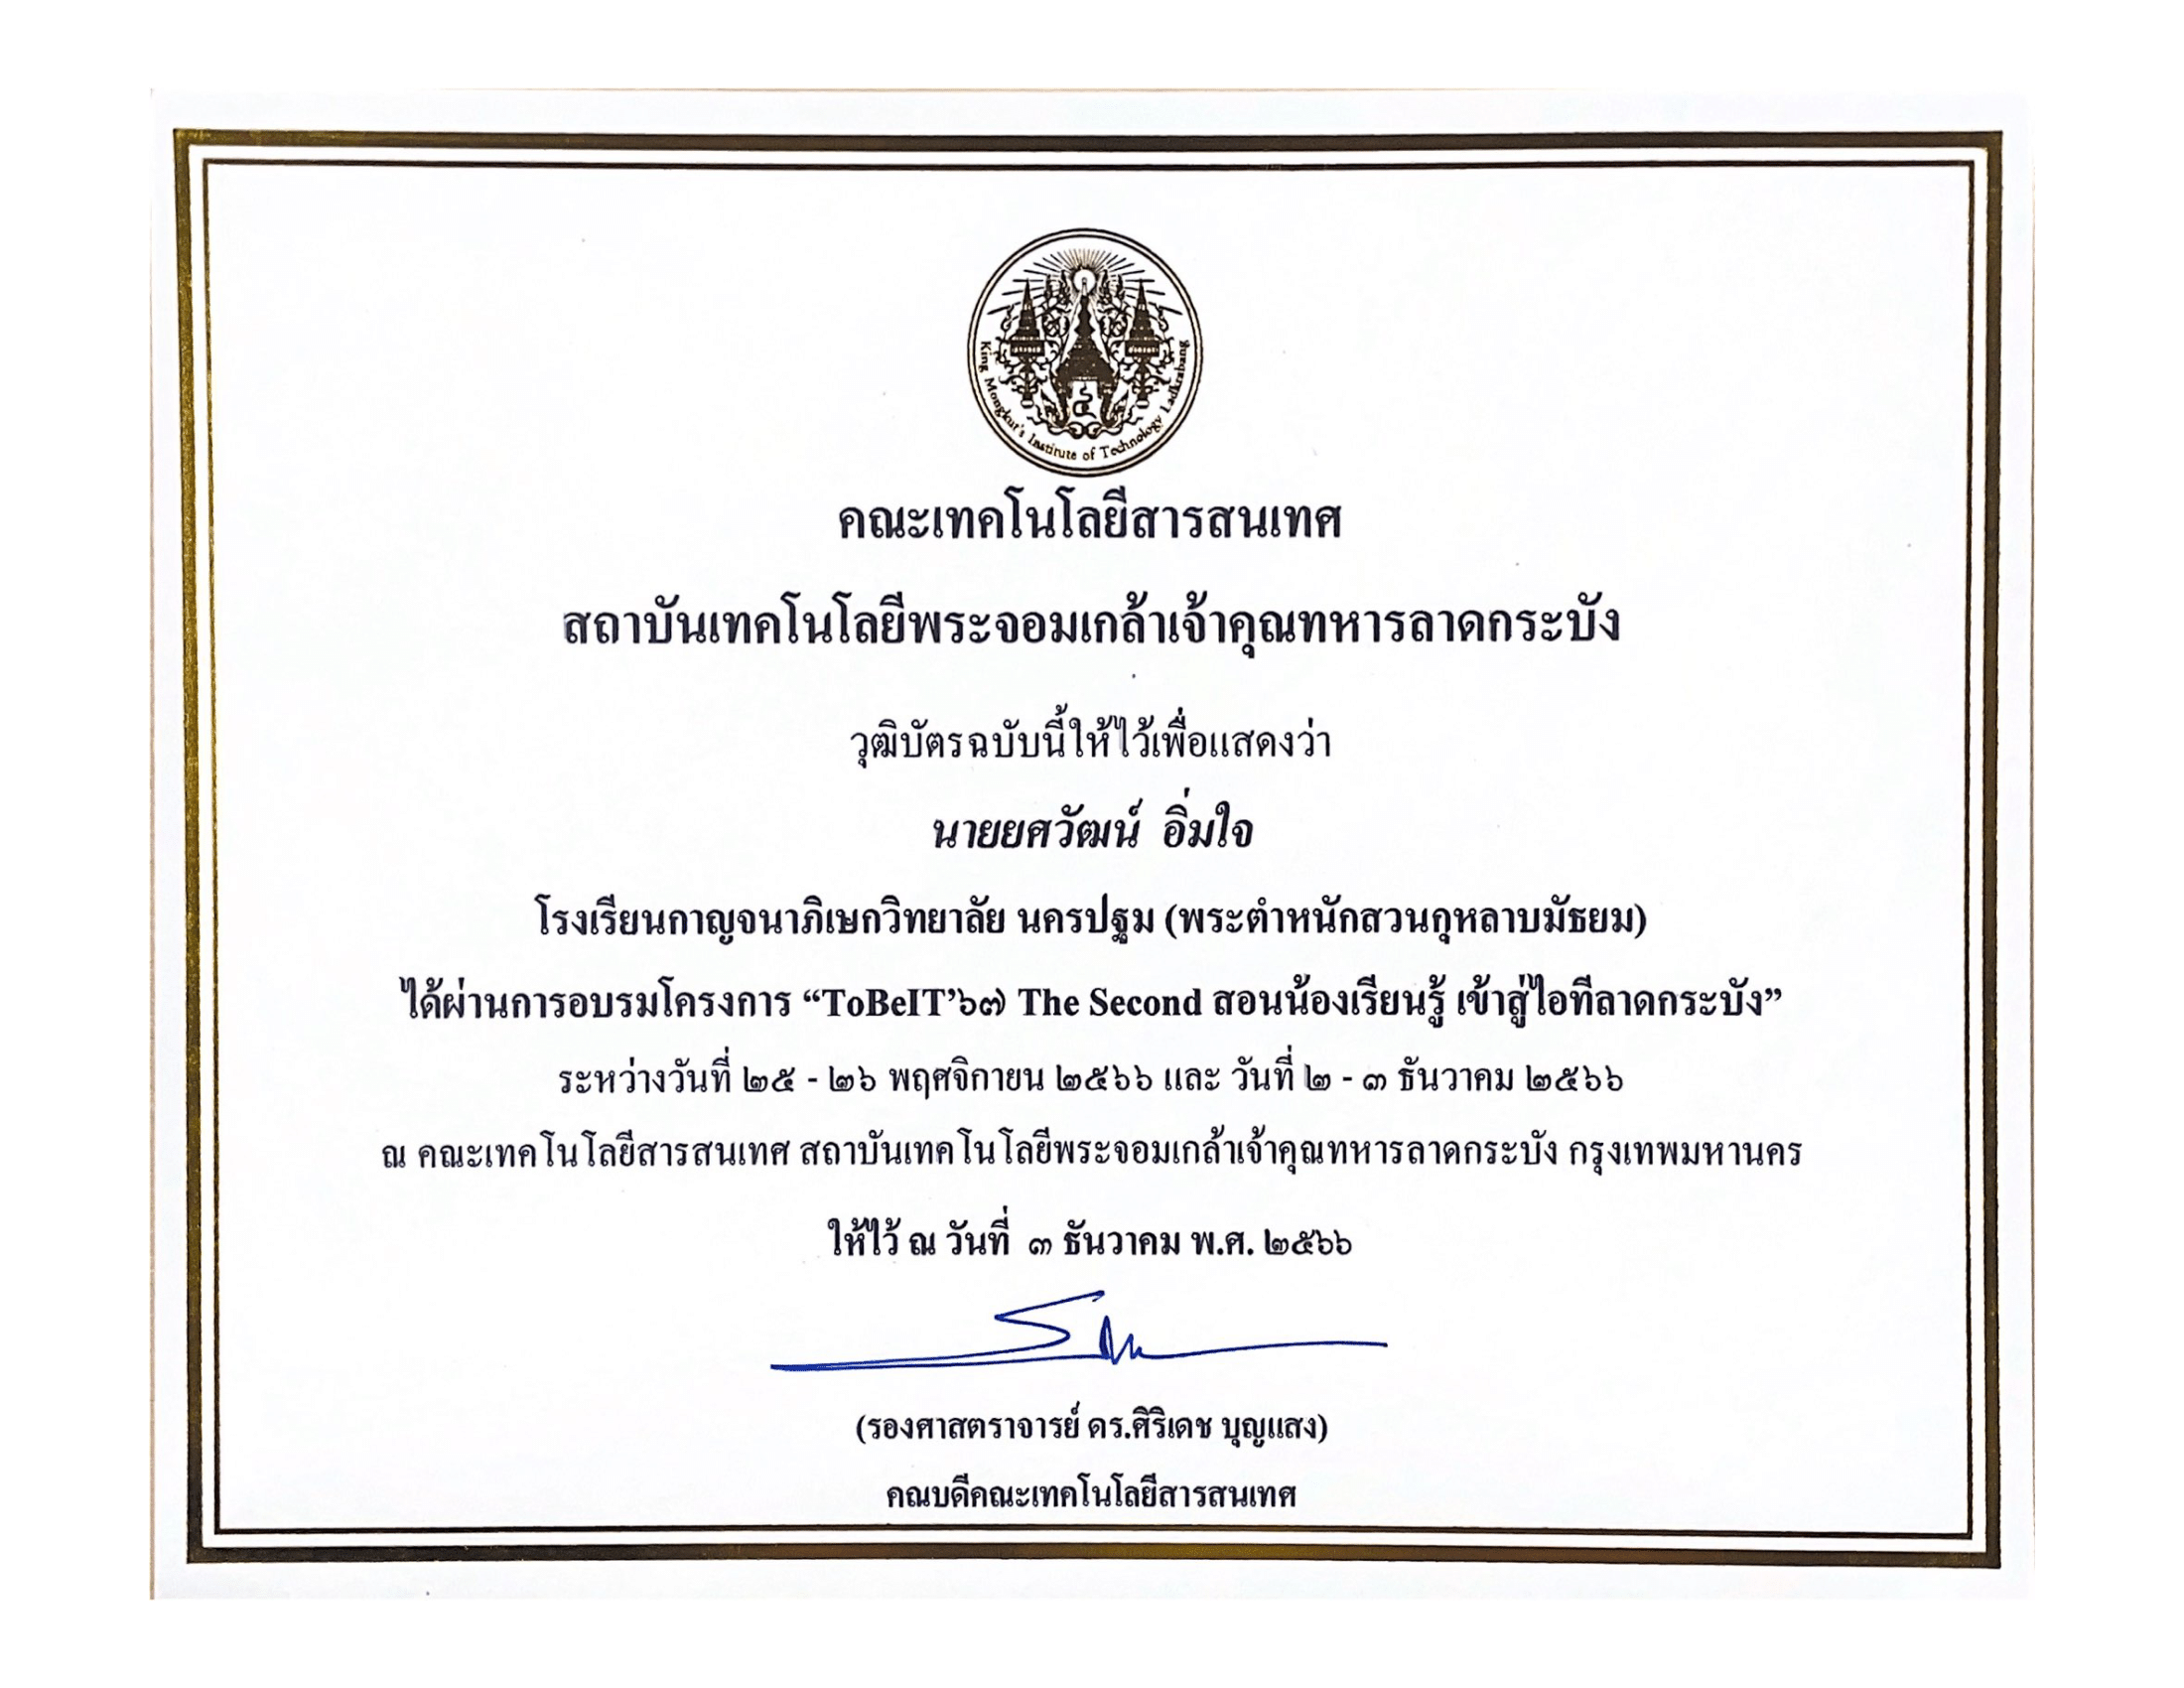 King Mongkut's Institute of Technology Ladkrabang
คณะเทคโนโลยีสารสนเทศ
สถาบันเทคโนโลยีพระจอมเกล้าเจ้าคุณทหารลาดกระบัง
วุฒิบัตรฉบับนี้ให้ไว้เพื่อแสดงว่า
นายยศวัฒน์ อิ่มใจ
โรงเรียนกาญจนาภิเษกวิทยาลัย นครปฐม (พระตำหนักสวนกุหลาบมัธยม)
ได้ผ่านการอบรมโครงการ “ToBeIT’๖๗ The Second สอนน้องเรียนรู้ เข้าสู่ไอทีลาดกระบัง”
ระหว่างวันที่ ๒๕ - ๒๖ พฤศจิกายน ๒๕๖๖ และ วันที่ ๒ - ๓ ธันวาคม ๒๕๖๖
ณ คณะเทคโนโลยีสารสนเทศ สถาบันเทคโนโลยีพระจอมเกล้าเจ้าคุณทหารลาดกระบัง กรุงเทพมหานคร
ให้ไว้ ณ วันที่ ๓ ธันวาคม พ.ศ. ๒๕๖๖
(รองศาสตราจารย์ ดร.ศิริเดช บุญแสง)
คณบดีคณะเทคโนโลยีสารสนเทศ